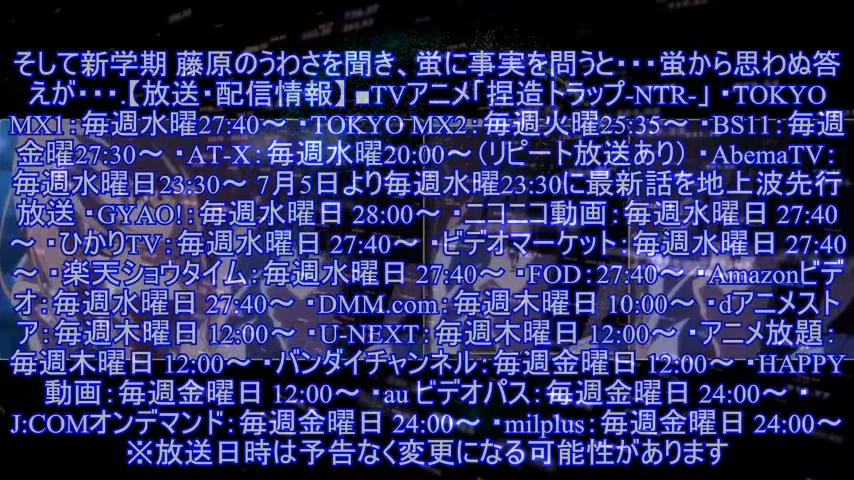 そして新学期 藤原のうわさを聞き、蛍に事実を問うと・・・蛍から思わぬ答
えが・・・.【放送・配信情報】 ■TVアニメ「捏造トラップ-NTR-」 ・TOKYO
MX1：毎週水曜27:40～ ・TOKYO MX2：毎週火曜25:35～ ・BS11：毎週
金曜27:30～ ・AT-X：毎週水曜20:00～（リピート放送あり） ・AbemaTV：
毎週水曜日23:30～ 7月5日より毎週水曜23:30に最新話を地上波先行
放送 ・GYAO!：毎週水曜日 28:00～ ・ニコニコ動画：毎週水曜日 27:40
～ ・ひかりTV：毎週水曜日 27:40～ ・ビデオマーケット：毎週水曜日 27:40
～ ・楽天ショウタイム：毎週水曜日 27:40～ ・FOD：27:40～ ・Amazonビデ
オ：毎週水曜日 27:40～ ・DMM.com：毎週木曜日 10:00～ ・dアニメスト
ア：毎週木曜日 12:00～ ・U-NEXT：毎週木曜日 12:00～ ・アニメ放題：
毎週木曜日 12:00～ ・バンダイチャンネル：毎週金曜日 12:00～ ・HAPPY
動画：毎週金曜日 12:00～ ・au ビデオパス：毎週金曜日 24:00～ ・
J:COMオンデマンド：毎週金曜日 24:00～ ・milplus：毎週金曜日 24:00～
※放送日時は予告なく変更になる可能性があります